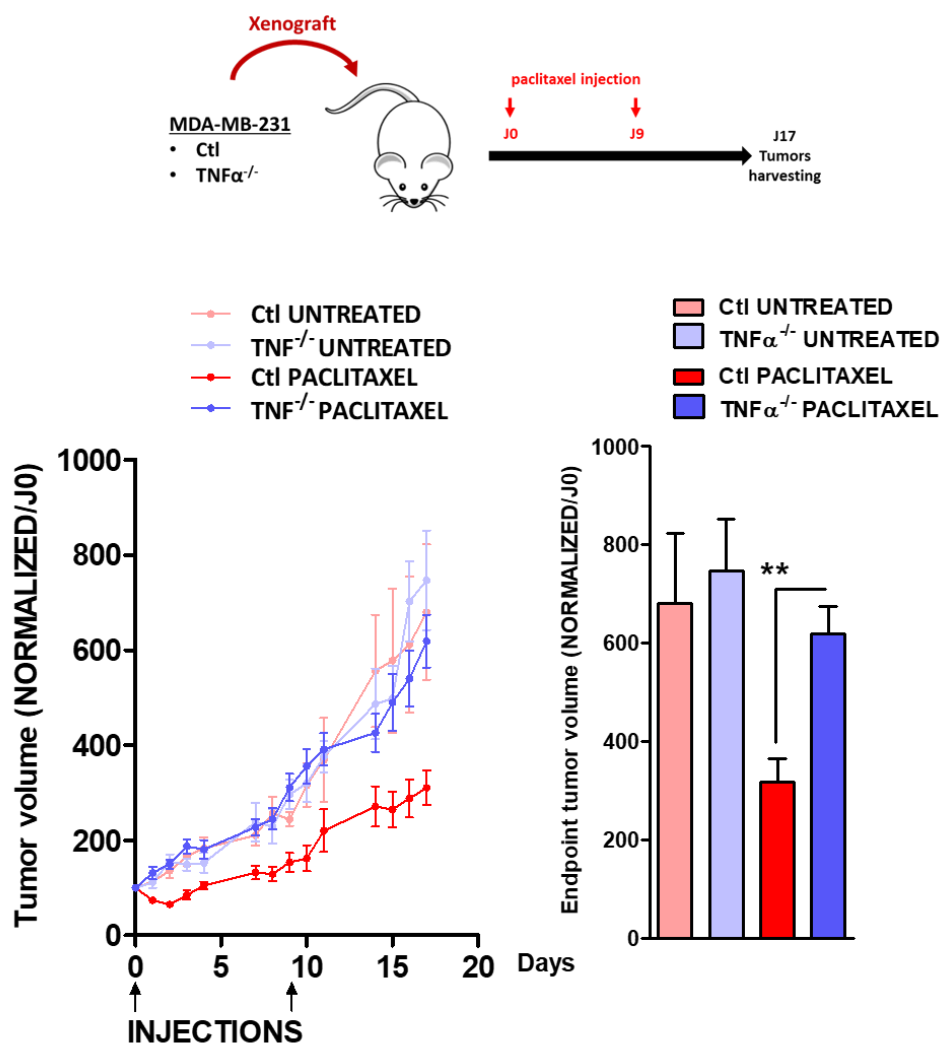 Xenograft
MDA-MB-231
• Ctl
• TNFα-/-
paclitaxel injection
J0
J9
J17
Tumors
harvesting
Ctl UNTREATED
TNF-/- UNTREATED
Ctl PACLITAXEL
TNF-/- PACLITAXEL
Tumor volume (NORMALIZED/J0)
1000
800
600
400
200
0
0 5 10 15 20 Days
INJECTIONS
Ctl UNTREATED
TNFα-/- UNTREATED
Ctl PACLITAXEL
TNFα-/- PACLITAXEL
Endpoint tumor volume (NORMALIZED/J0)
1000
800
600
400
200
0
**